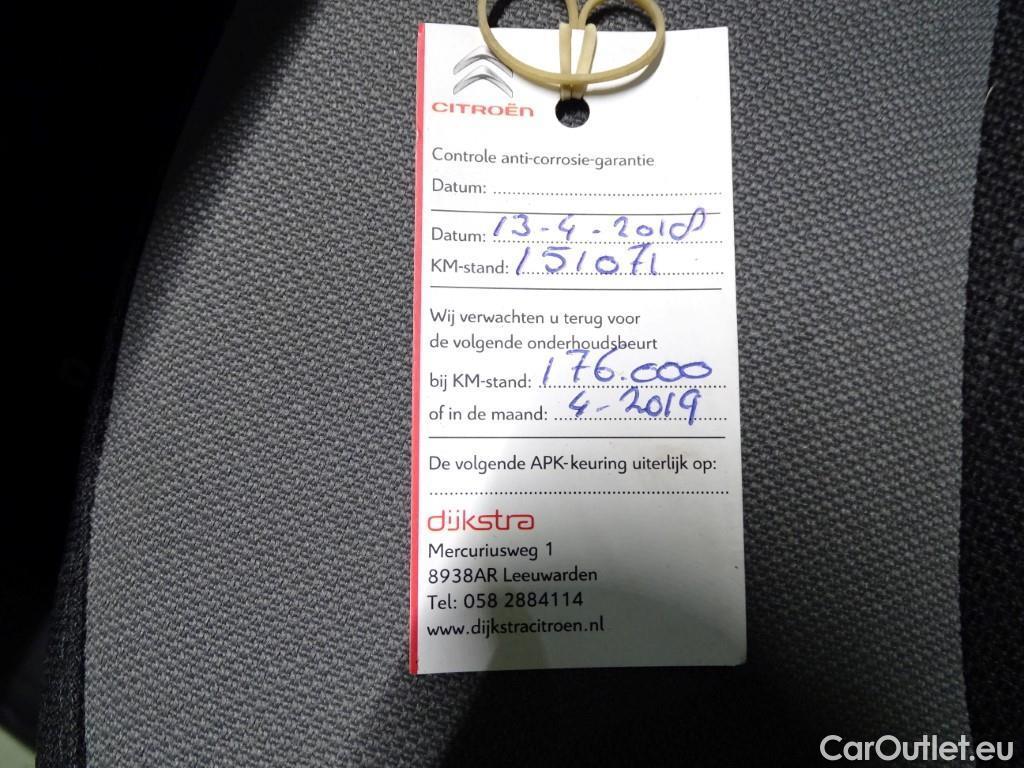 CITROËN
Controle anti-corrosie-garantie
Datum:
Datum: 13-4-2018
KM-stand: 151071
Wij verwachten u terug voor
de volgende onderhoudsbeurt
bij KM-stand: 176.000
of in de maand: 4-2019
De volgende APK-keuring uiterlijk op:
dijkstra
Mercuriusweg 1
8938AR Leeuwarden
Tel: 058 2884114
www.dijkstracitroen.nl
CarOutlet.eu